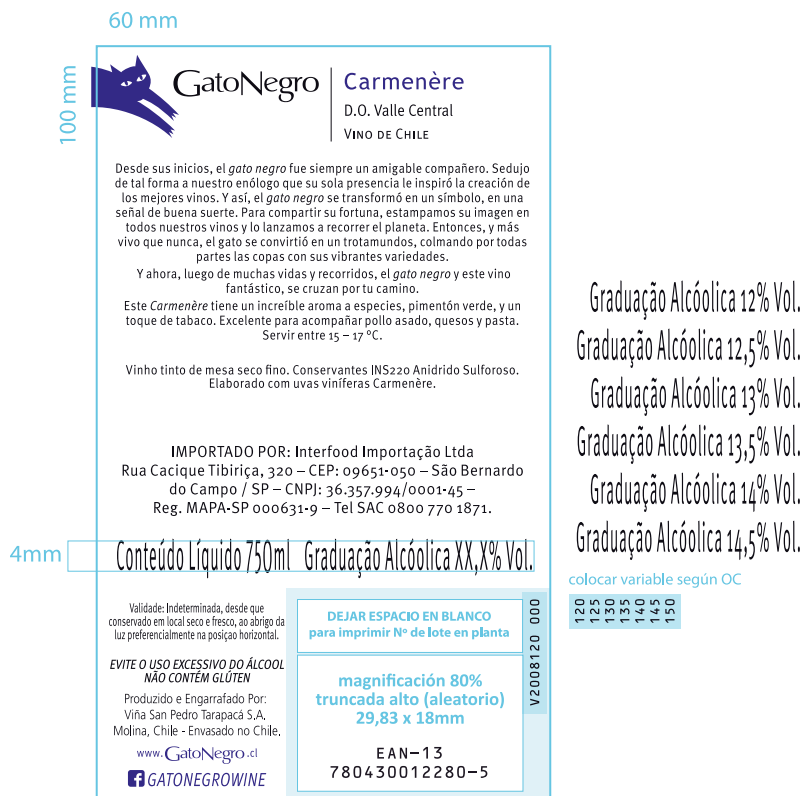 60 mm
100 mm
GatoNegro
Carmenère
D.O. Valle Central
VINO DE CHILE
Desde sus inicios, el gato negro fue siempre un amigable compañero. Sedujo
de tal forma a nuestro enólogo que su sola presencia le inspiró la creación de
los mejores vinos. Y así, el gato negro se transformó en un símbolo, en una
señal de buena suerte. Para compartir su fortuna, estampamos su imagen en
todos nuestros vinos y lo lanzamos a recorrer el planeta. Entonces, y más
vivo que nunca, el gato se convirtió en un trotamundos, colmando por todas
partes las copas con sus vibrantes variedades.
Y ahora, luego de muchas vidas y recorridos, el gato negro y este vino
fantástico, se cruzan por tu camino.
Este Carmenère tiene un increíble aroma a especies, pimentón verde, y un
toque de tabaco. Excelente para acompañar pollo asado, quesos y pasta.
Servir entre 15 – 17 °C.
Vinho tinto de mesa seco fino. Conservantes INS220 Anidrido Sulforoso.
Elaborado com uvas viníferas Carmenère.
IMPORTADO POR: Interfood Importação Ltda
Rua Cacique Tibiriça, 320 – CEP: 09651-050 – São Bernardo
do Campo / SP – CNPJ: 36.357.994/0001-45 –
Reg. MAPA-SP 000631-9 – Tel SAC 0800 770 1871.
4mm
Conteúdo Líquido 750ml Graduação Alcóolica XX,X% Vol.
Validade: Indeterminada, desde que
conservado em local seco e fresco, ao abrigo da
luz preferencialmente na posiçao horizontal.
EVITE O USO EXCESSIVO DO ÁLCOOL
NÃO CONTÉM GLÚTEN
Produzido e Engarrafado Por:
Viña San Pedro Tarapacá S.A.
Molina, Chile - Envasado no Chile.
www.GatoNegro.cl
GATONEGROWINE
DEJAR ESPACIO EN BLANCO
para imprimir Nº de lote en planta
magnificación 80%
truncada alto (aleatorio)
29,83 x 18mm
EAN-13
780430012280-5
V2008120 000
Graduação Alcóolica 12% Vol.
Graduação Alcóolica 12,5% Vol.
Graduação Alcóolica 13% Vol.
Graduação Alcóolica 13,5% Vol.
Graduação Alcóolica 14% Vol.
Graduação Alcóolica 14,5% Vol.
colocar variable según OC
120
125
130
135
140
145
150